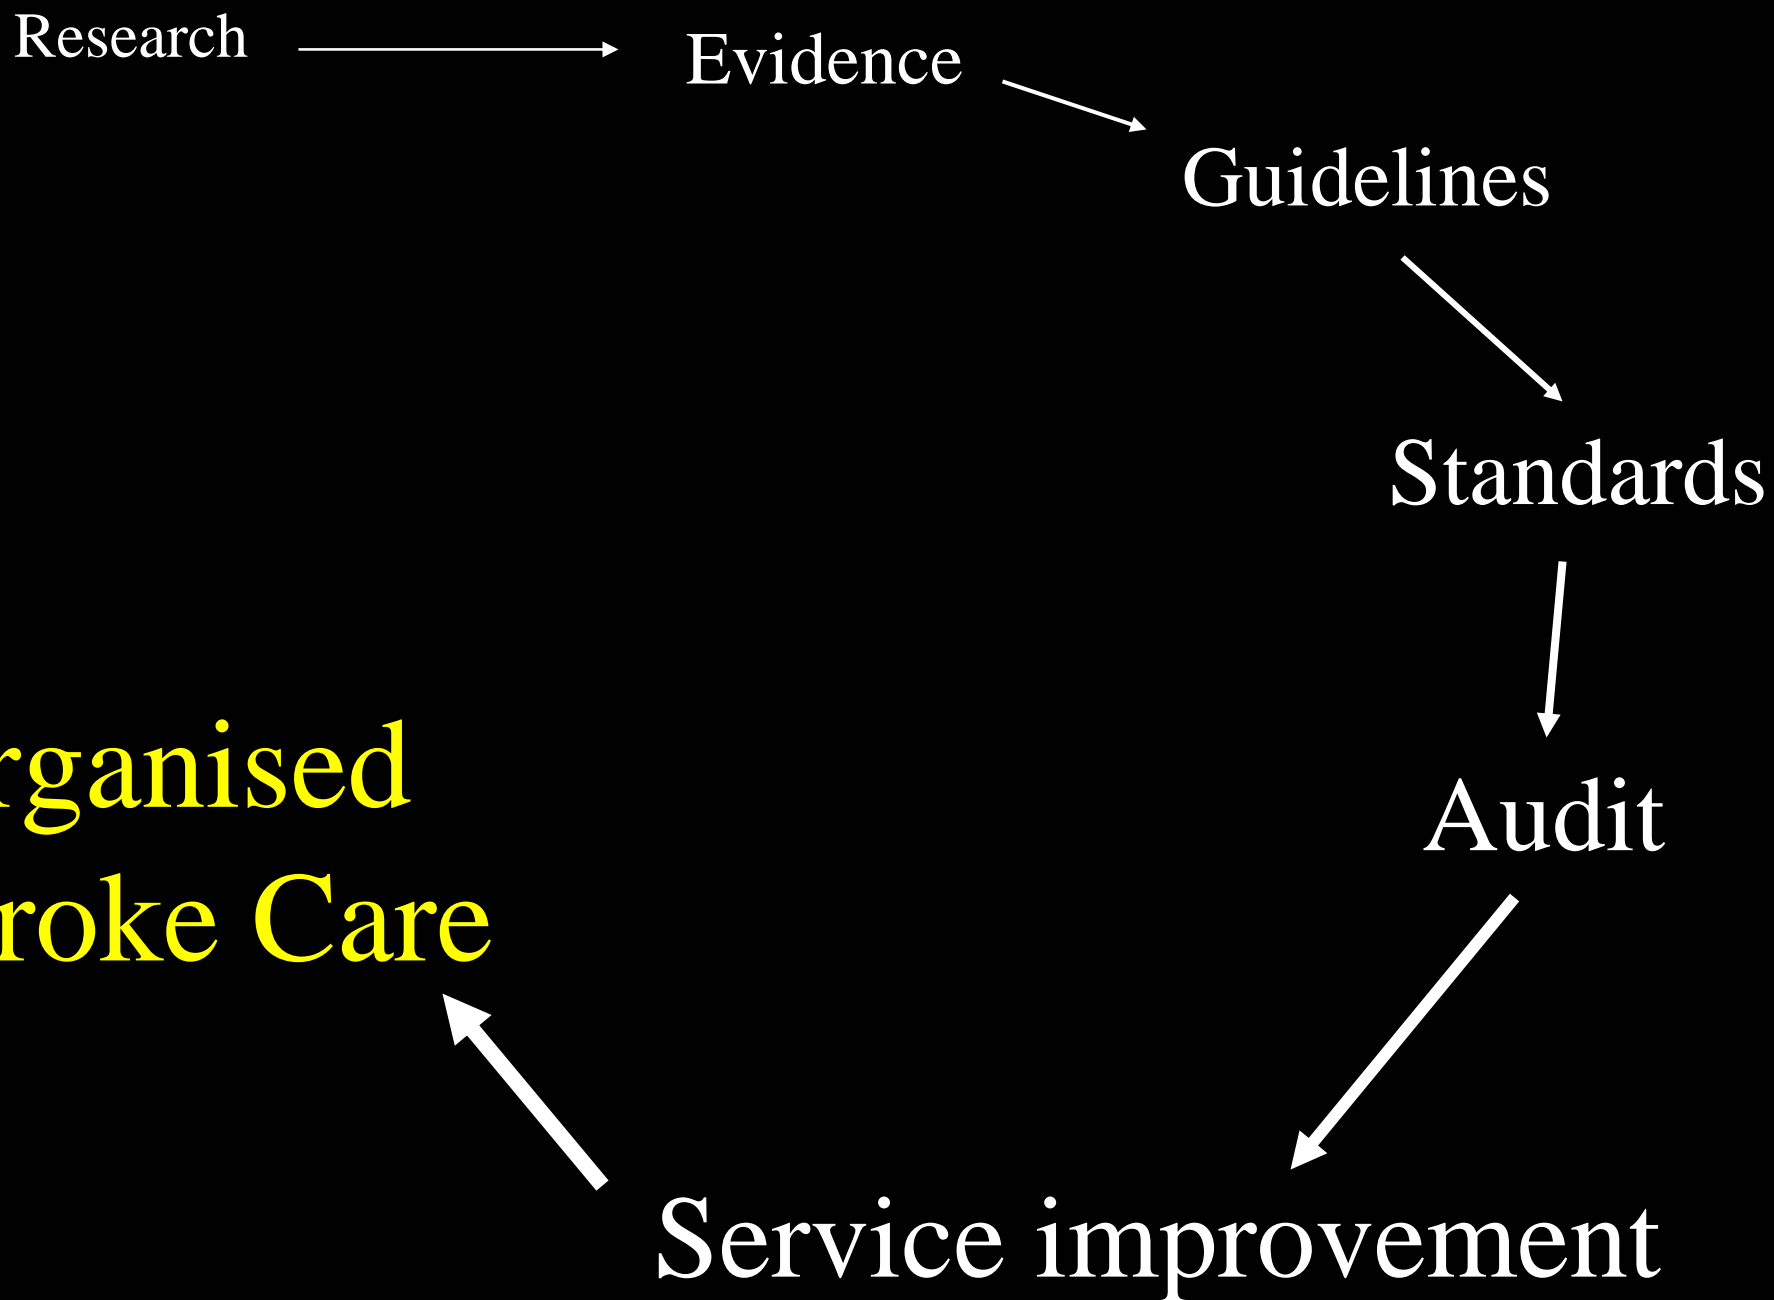 Research
Evidence
Guidelines
Standards
rganised
Audit
roke Care
Service improvement